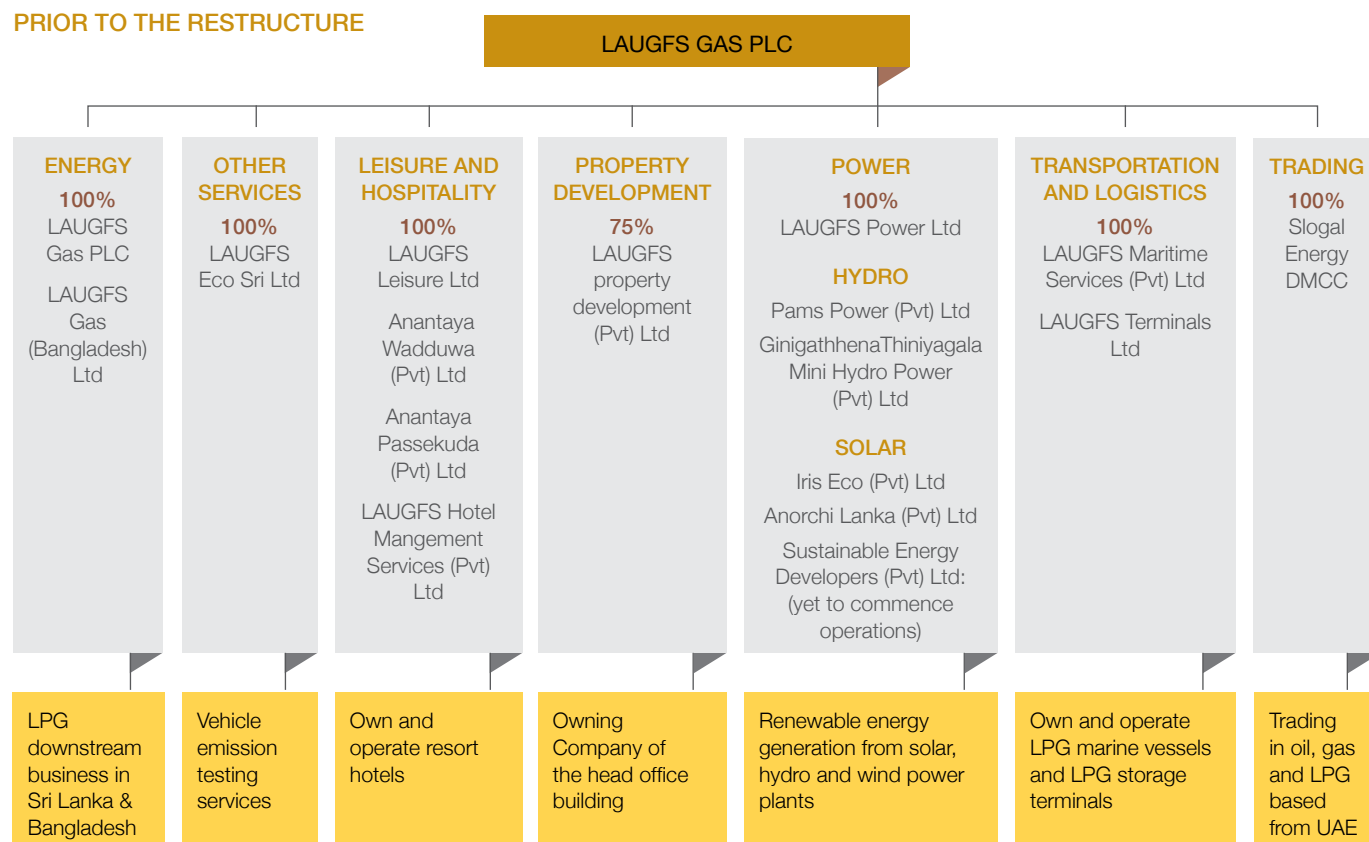 PRIOR TO THE RESTRUCTURE
LAUGFS GAS PLC
ENERGY
100%
LAUGFS
Gas PLC
LAUGFS
Gas
(Bangladesh)
Ltd
LPG
downstream
business in
Sri Lanka &
Bangladesh
OTHER
SERVICES
100%
LAUGFS
Eco Sri Ltd
Vehicle
emission
testing
services
LEISURE AND
HOSPITALITY
100%
LAUGFS
Leisure Ltd
Anantaya
Wadduwa
(Pvt) Ltd
Anantaya
Passekuda
(Pvt) Ltd
LAUGFS Hotel
Mangement
Services (Pvt)
Ltd
Own and
operate resort
hotels
PROPERTY
DEVELOPMENT
75%
LAUGFS
property
development
(Pvt) Ltd
Owning
Company of
the head office
building
POWER
100%
LAUGFS Power Ltd
HYDRO
Pams Power (Pvt) Ltd
GinigathhenaThiniyagala
Mini Hydro Power
(Pvt) Ltd
SOLAR
Iris Eco (Pvt) Ltd
Anorchi Lanka (Pvt) Ltd
Sustainable Energy
Developers (Pvt) Ltd:
(yet to commence
operations)
Renewable energy
generation from solar,
hydro and wind power
plants
TRANSPORTATION
AND LOGISTICS
100%
LAUGFS Maritime
Services (Pvt) Ltd
LAUGFS Terminals
Ltd
Own and operate
LPG marine vessels
and LPG storage
terminals
TRADING
100%
Slogal
Energy
DMCC
Trading
in oil, gas
and LPG
based
from UAE